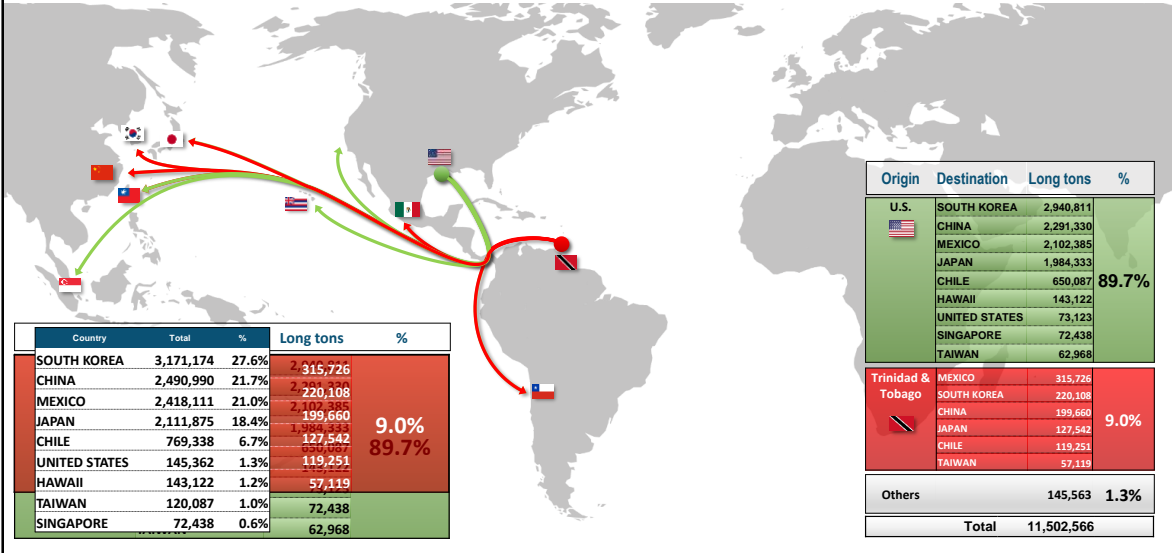 Origin Destination Long tons %
U.S. SOUTH KOREA 2,940,811
CHINA 2,291,330
MEXICO 2,102,385
JAPAN 1,984,333
CHILE 650,087 89.7%
HAWAII 143,122
UNITED STATES 73,123
SINGAPORE 72,438
TAIWAN 62,968
Trinidad & MEXICO 315,726
Tobago SOUTH KOREA 220,108
CHINA 199,660
JAPAN 127,542 9.0%
CHILE 119,251
TAIWAN 57,119
Others 145,563 1.3%
Total 11,502,566
Country Total % Long tons %
SOUTH KOREA 3,171,174 27.6% 315,726
CHINA 2,490,990 21.7% 220,108
MEXICO 2,418,111 21.0% 2,102,385 199,660
JAPAN 2,111,875 18.4% 1,984,333 127,542 9.0%
CHILE 769,338 6.7% 119,251 89.7%
UNITED STATES 145,362 1.3%
HAWAII 143,122 1.2% 57,119
TAIWAN 120,087 1.0% 72,438
SINGAPORE 72,438 0.6% 62,968